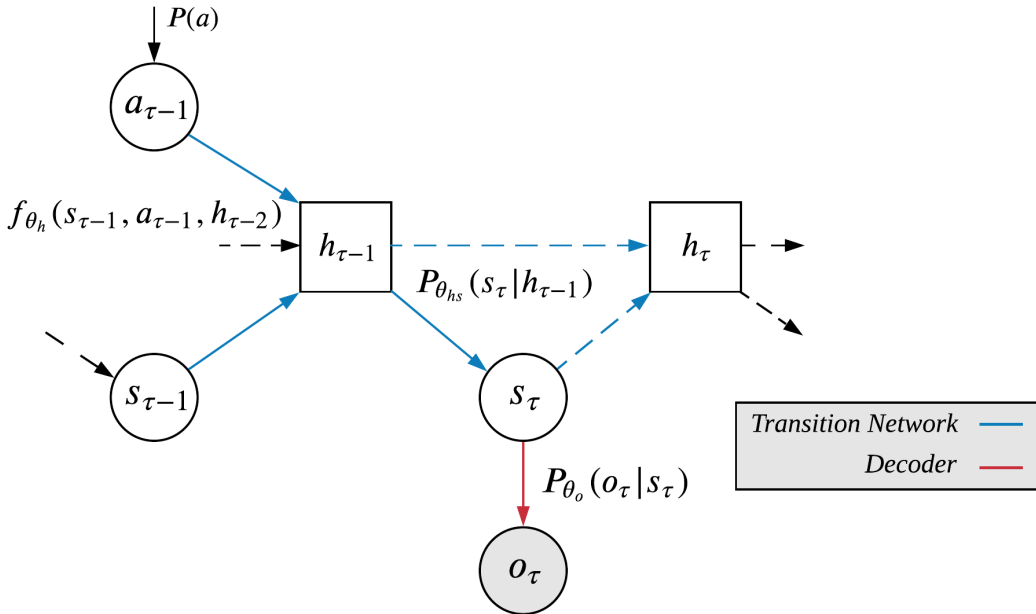 P(a)
a_{τ−1}
f_{θ_h}(s_{τ−1}, a_{τ−1}, h_{τ−2})
h_{τ−1}
h_τ
P_{θ_{hs}}(s_τ|h_{τ−1})
s_{τ−1}
s_τ
Transition Network
Decoder
P_{θ_o}(o_τ|s_τ)
o_τ